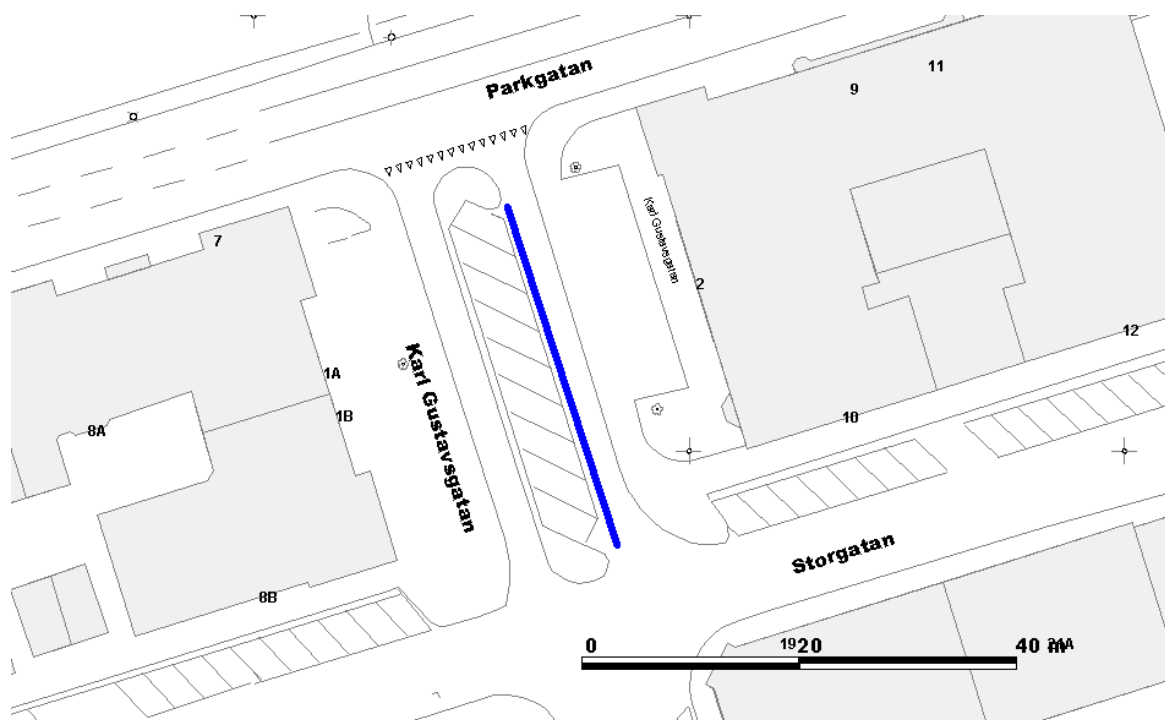 Parkgatan
11
9
Karl Gustavsgatan
7
2
12
1A
Karl Gustavsgatan
1B
10
8A
Storgatan
8B
0
19
20
40 m